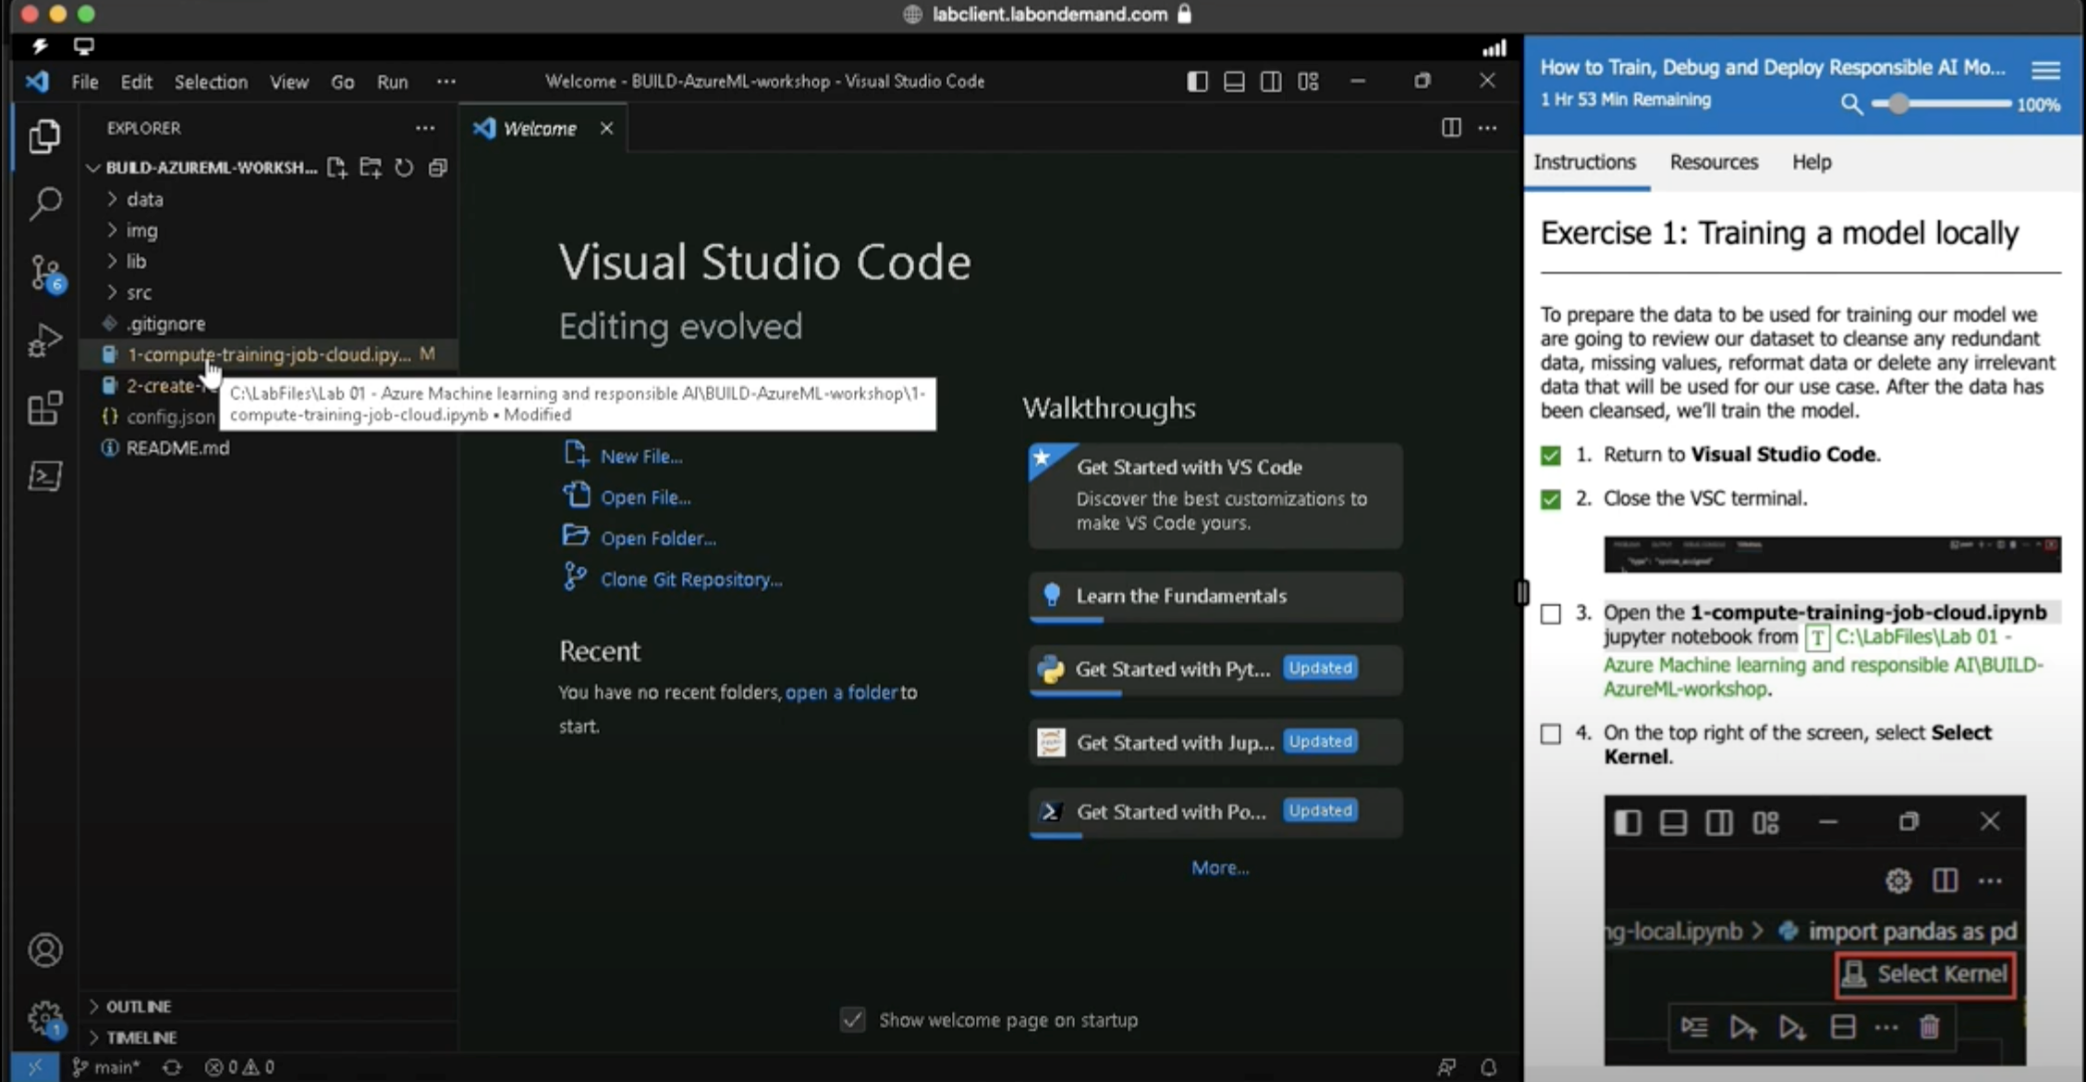 labclient.labondemand.com
File Edit Selection View Go Run ···
Welcome - BUILD-AzureML-workshop - Visual Studio Code
EXPLORER
BUILD-AZUREML-WORKSH...
data
img
lib
src
.gitignore
1-compute-training-job-cloud.ipy... M
2-create-
config.json
README.md
C:\LabFiles\Lab 01 - Azure Machine learning and responsible AI\BUILD-AzureML-workshop\1-
compute-training-job-cloud.ipynb • Modified
6
OUTLINE
TIMELINE
1
main*
0 0
Welcome
Visual Studio Code
Editing evolved
New File...
Open File...
Open Folder...
Clone Git Repository...
Recent
You have no recent folders, open a folder to
start.
Walkthroughs
Get Started with VS Code
Discover the best customizations to
make VS Code yours.
Learn the Fundamentals
Get Started with Pyt... Updated
Get Started with Jup... Updated
Get Started with Po... Updated
More...
Show welcome page on startup
How to Train, Debug and Deploy Responsible AI Mo...
1 Hr 53 Min Remaining
100%
Instructions Resources Help
Exercise 1: Training a model locally
To prepare the data to be used for training our model we
are going to review our dataset to cleanse any redundant
data, missing values, reformat data or delete any irrelevant
data that will be used for our use case. After the data has
been cleansed, we'll train the model.
1. Return to Visual Studio Code.
2. Close the VSC terminal.
3. Open the 1-compute-training-job-cloud.ipynb
jupyter notebook from T C:\LabFiles\Lab 01 -
Azure Machine learning and responsible AI\BUILD-
AzureML-workshop.
4. On the top right of the screen, select Select
Kernel.
ng-local.ipynb > import pandas as pd
Select Kernel